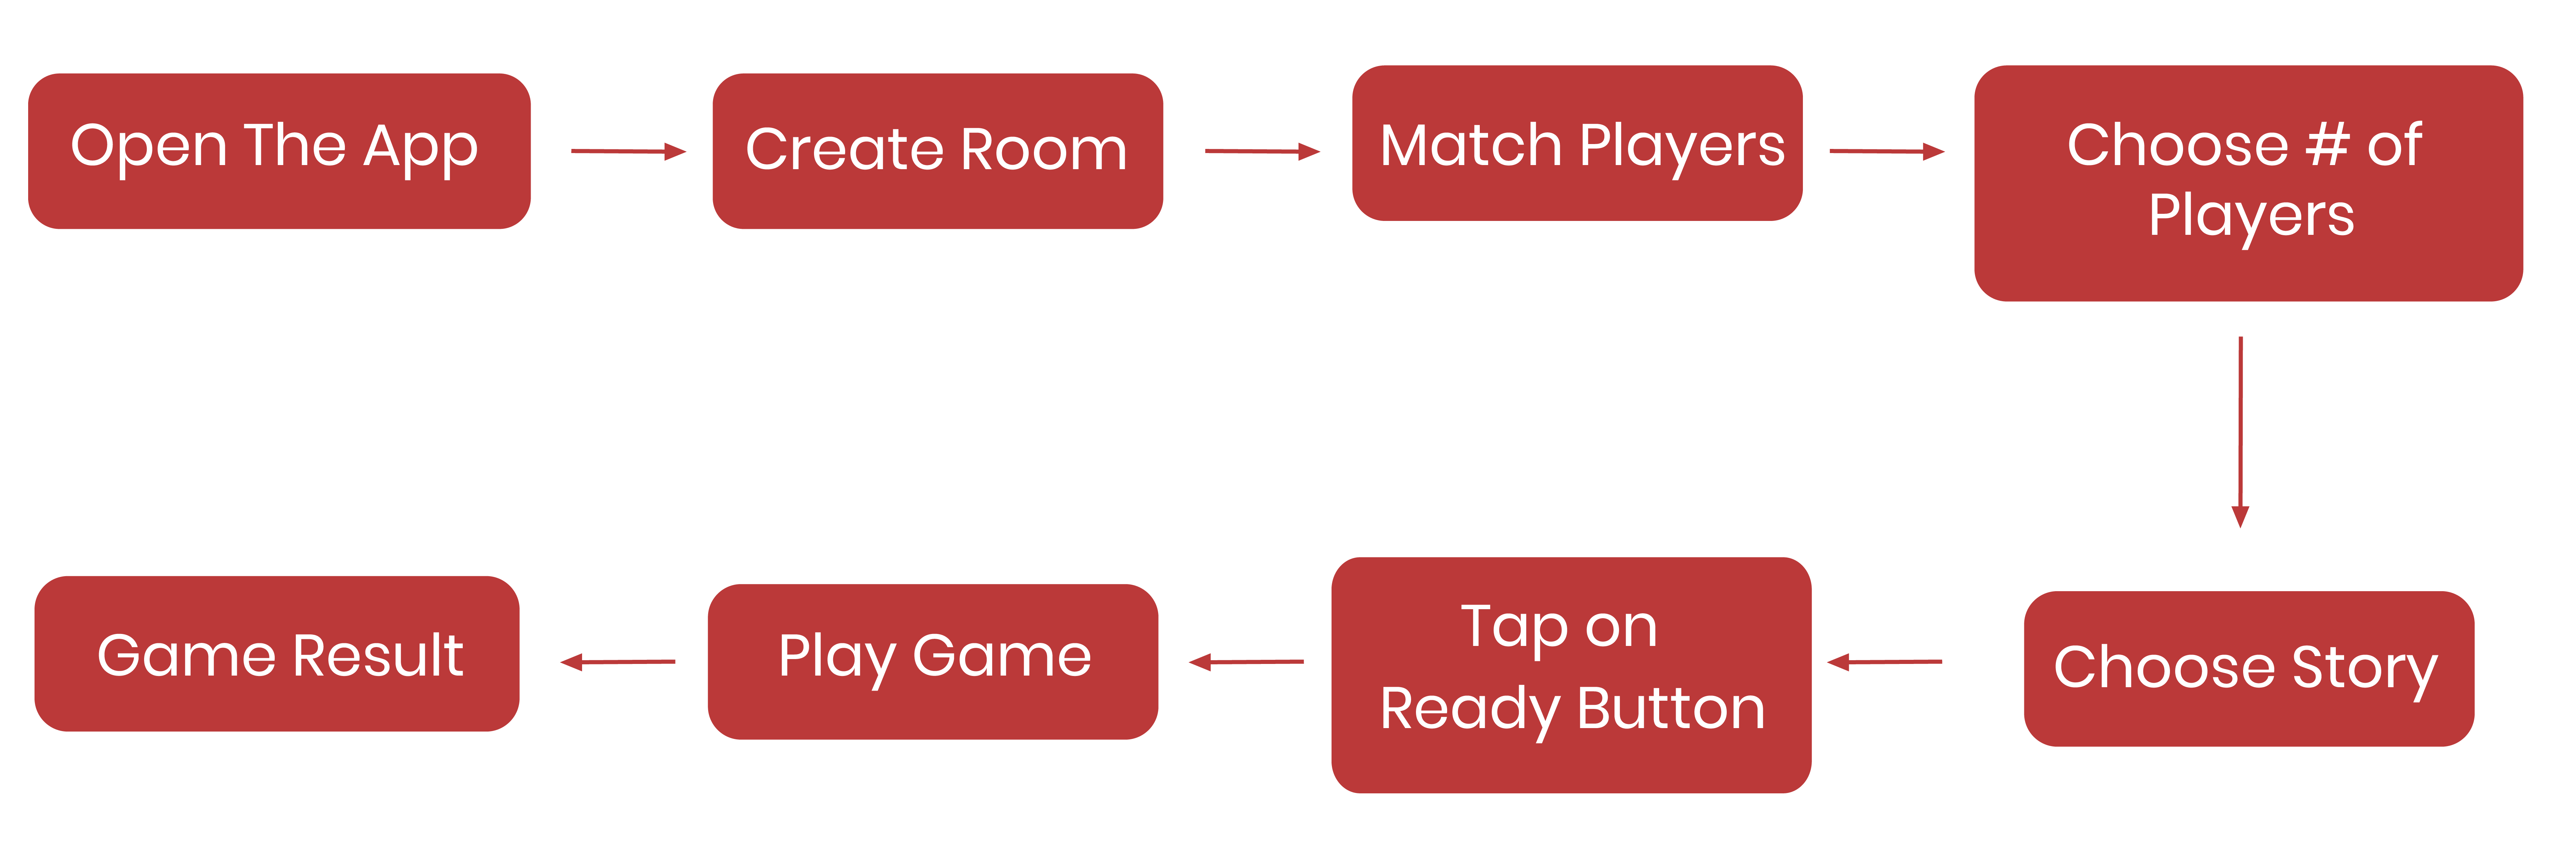 Open The App
Create Room
Match Players
Choose # of
Players
Choose Story
Tap on
Ready Button
Play Game
Game Result